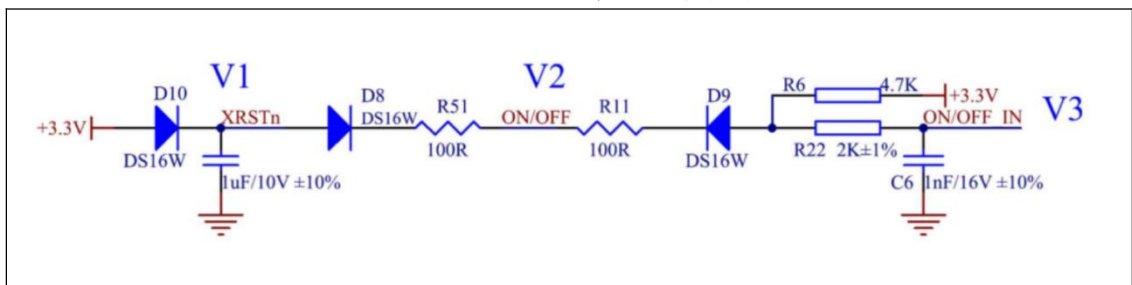 V1
V2
V3
D10
D8
R51
R11
D9
R6
4.7K
+3.3V
+3.3V
XRSTn
DS16W
ON/OFF
ON/OFF_IN
DS16W
100R
100R
DS16W
R22
2K±1%
1uF/10V ±10%
C6
1nF/16V ±10%